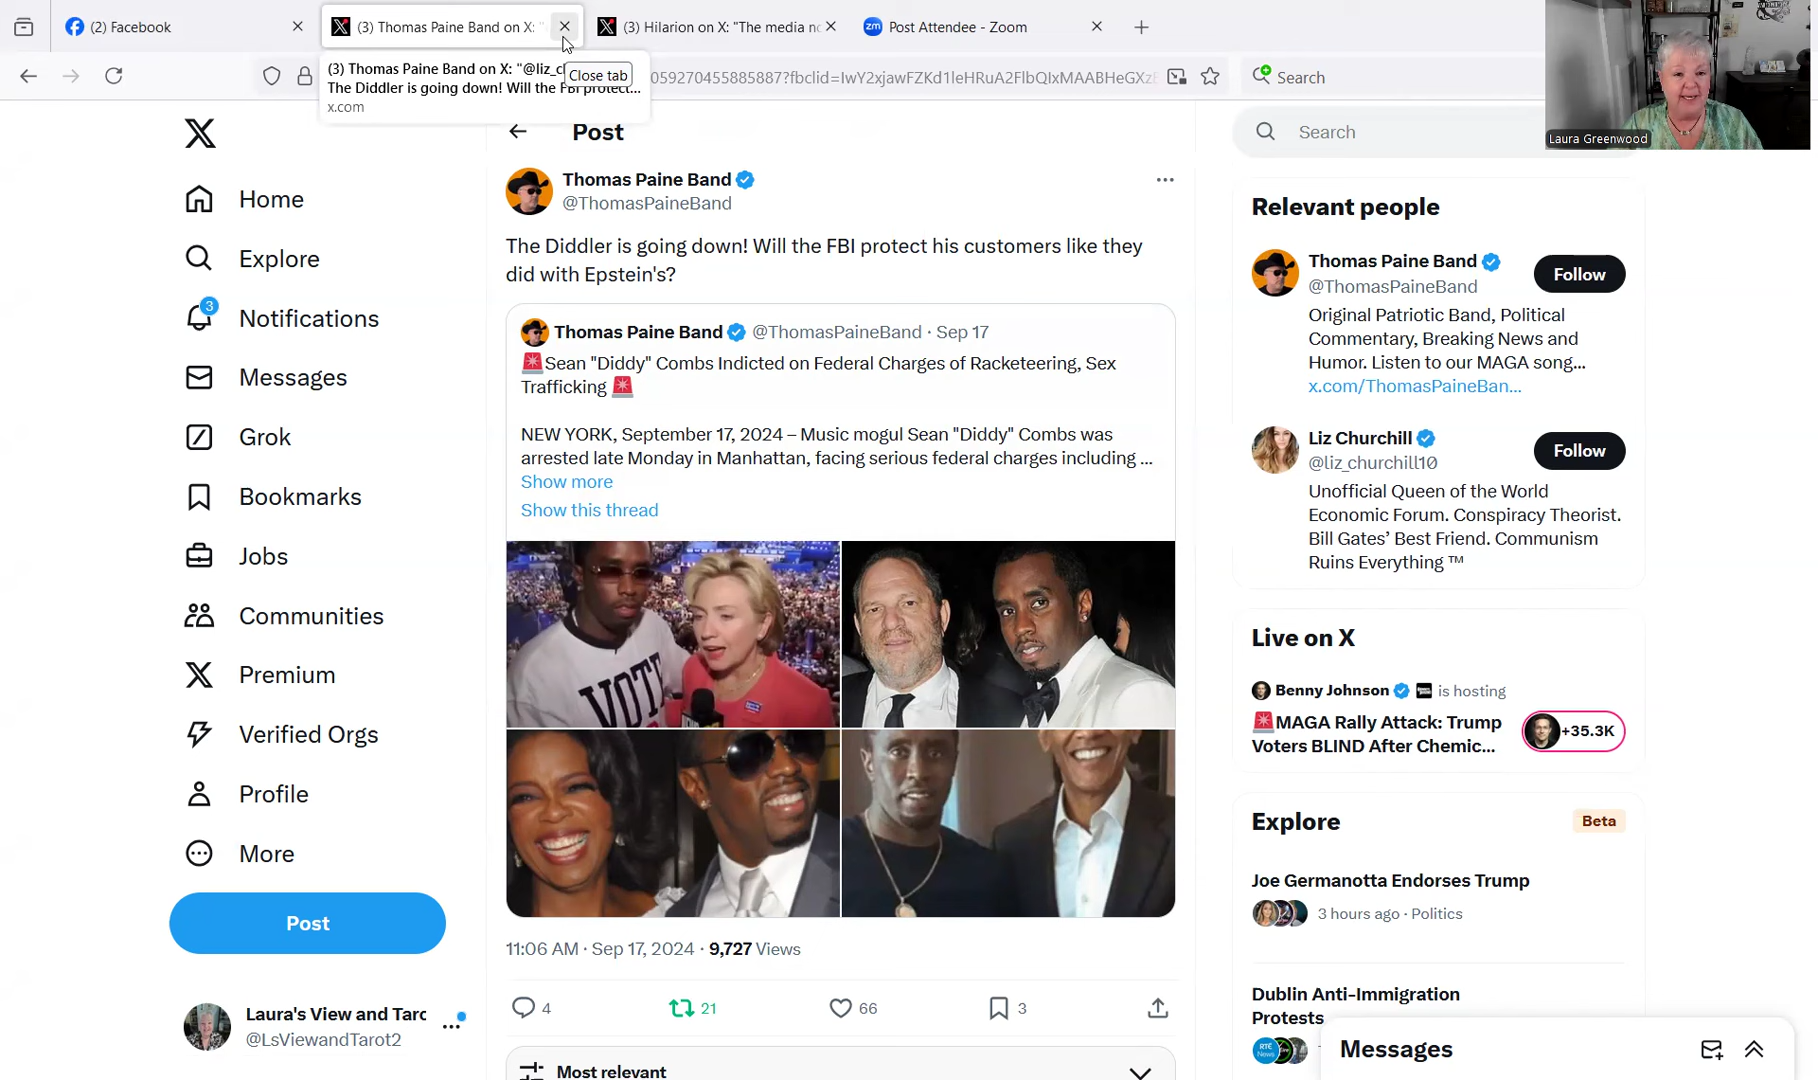 (2) Facebook
(3) Thomas Paine Band on X: "
(3) Hilarion on X: "The media no
Post Attendee - Zoom
(3) Thomas Paine Band on X: "@liz_c
The Diddler is going down! Will the FBI protect...
x.com
Close tab
059270455885887?fbclid=IwY2xjawFZKd1leHRuA2FlbQIxMAABHeGXzE
Search
Laura Greenwood
Post
Search
Thomas Paine Band
@ThomasPaineBand
The Diddler is going down! Will the FBI protect his customers like they
did with Epstein's?
Thomas Paine Band @ThomasPaineBand · Sep 17
🚨Sean "Diddy" Combs Indicted on Federal Charges of Racketeering, Sex
Trafficking 🚨
NEW YORK, September 17, 2024 – Music mogul Sean "Diddy" Combs was
arrested late Monday in Manhattan, facing serious federal charges including ...
Show more
Show this thread
VOTE
11:06 AM · Sep 17, 2024 · 9,727 Views
4
21
66
3
Most relevant
Home
Explore
3
Notifications
Messages
Grok
Bookmarks
Jobs
Communities
Premium
Verified Orgs
Profile
More
Post
Laura's View and Taro
@LsViewandTarot2
Relevant people
Thomas Paine Band
@ThomasPaineBand
Follow
Original Patriotic Band, Political
Commentary, Breaking News and
Humor. Listen to our MAGA song...
x.com/ThomasPaineBan...
Liz Churchill
@liz_churchill10
Follow
Unofficial Queen of the World
Economic Forum. Conspiracy Theorist.
Bill Gates' Best Friend. Communism
Ruins Everything ™
Live on X
Benny Johnson is hosting
🚨MAGA Rally Attack: Trump
Voters BLIND After Chemic...
+35.3K
Explore
Beta
Joe Germanotta Endorses Trump
3 hours ago · Politics
Dublin Anti-Immigration
Protests
RTÉ
News
Messages